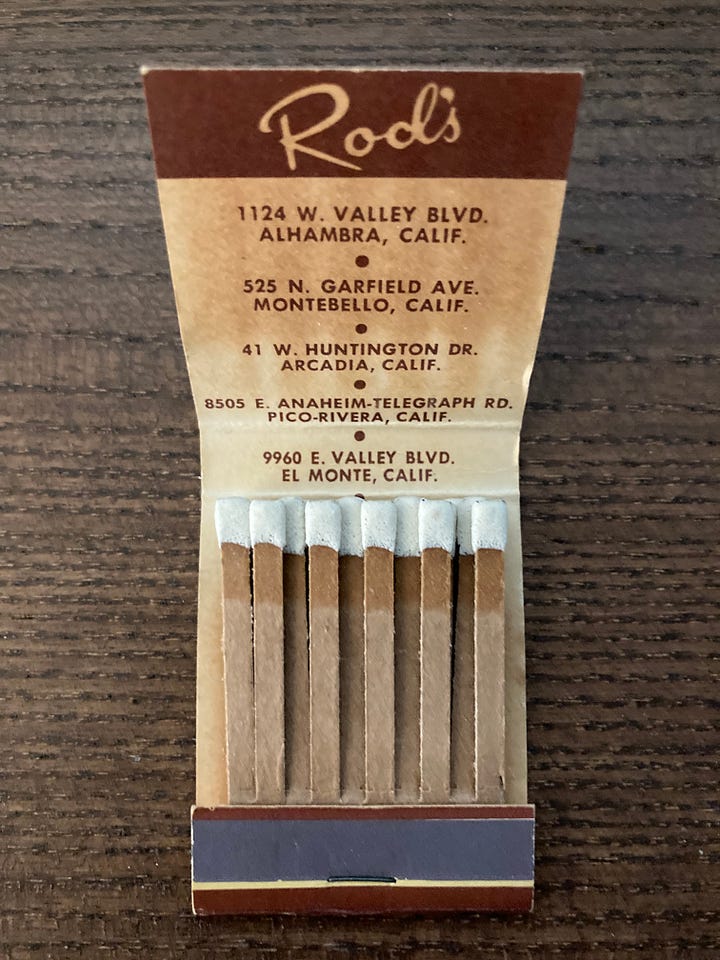 Rod's
1124 W. VALLEY BLVD.
ALHAMBRA, CALIF.
525 N. GARFIELD AVE.
MONTEBELLO, CALIF.
41 W. HUNTINGTON DR.
ARCADIA, CALIF.
8505 E. ANAHEIM-TELEGRAPH RD.
PICO-RIVERA, CALIF.
9960 E. VALLEY BLVD.
EL MONTE, CALIF.